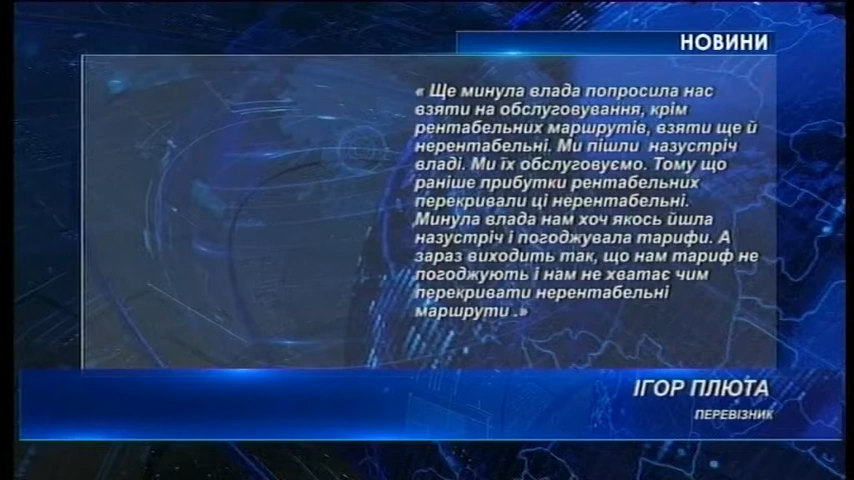 НОВИНИ
« Ще минула влада попросила нас
взяти на обслуговування, крім
рентабельних маршрутів, взяти ще й
нерентабельні. Ми пішли назустріч
владі. Ми їх обслуговуємо. Тому що
раніше прибутки рентабельних
перекривали ці нерентабельні.
Минула влада нам хоч якось йшла
назустріч і погоджувала тарифи. А
зараз виходить так, що нам тариф не
погоджують і нам не хватає чим
перекривати нерентабельні
маршрути .»
ІГОР ПЛЮТА
ПЕРЕВІЗНИК